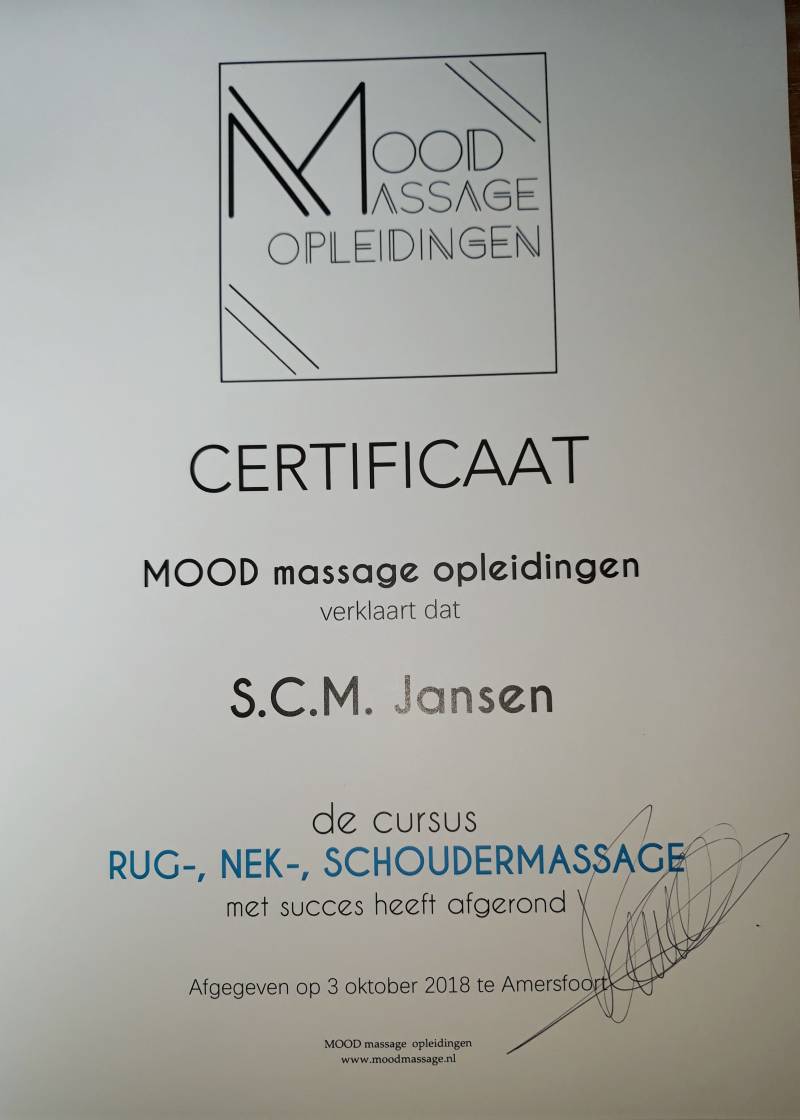 MOOD
MASSAGE
OPLEIDINGEN
CERTIFICAAT
MOOD massage opleidingen
verklaart dat
S.C.M. Jansen
de cursus
RUG-, NEK-, SCHOUDERMASSAGE
met succes heeft afgerond
Afgegeven op 3 oktober 2018 te Amersfoort
MOOD massage opleidingen
www.moodmassage.nl